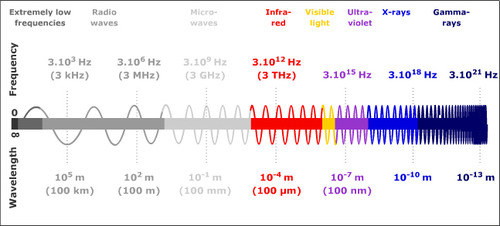 Extremely low frequencies
Radio waves
Micro-waves
Infra-red
Visible light
Ultra-violet
X-rays
Gamma-rays
Frequency
3.10³ Hz (3 kHz)
3.10⁶ Hz (3 MHz)
3.10⁹ Hz (3 GHz)
3.10¹² Hz (3 THz)
3.10¹⁵ Hz
3.10¹⁸ Hz
3.10²¹ Hz
0
∞
Wavelength
10⁵ m (100 km)
10² m (100 m)
10⁻¹ m (100 mm)
10⁻⁴ m (100 µm)
10⁻⁷ m (100 nm)
10⁻¹⁰ m
10⁻¹³ m